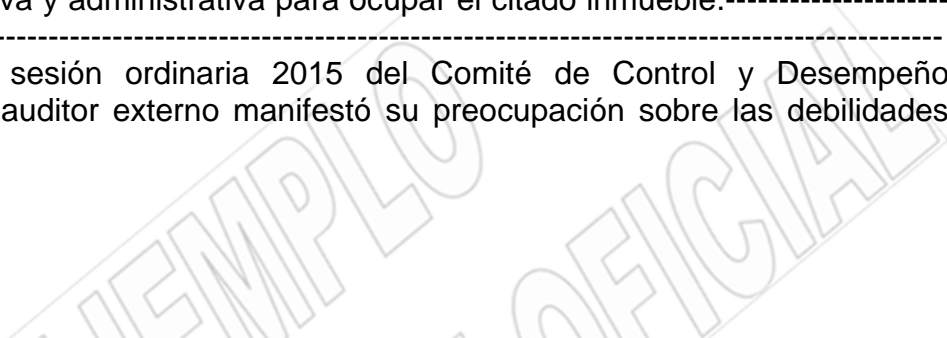 va y administrativa para ocupar el citado inmueble.---------------------
----------------------------------------------------------------------------------------
sesión ordinaria 2015 del Comité de Control y Desempeño
auditor externo manifestó su preocupación sobre las debilidades
EJEMPLO
OFICIAL